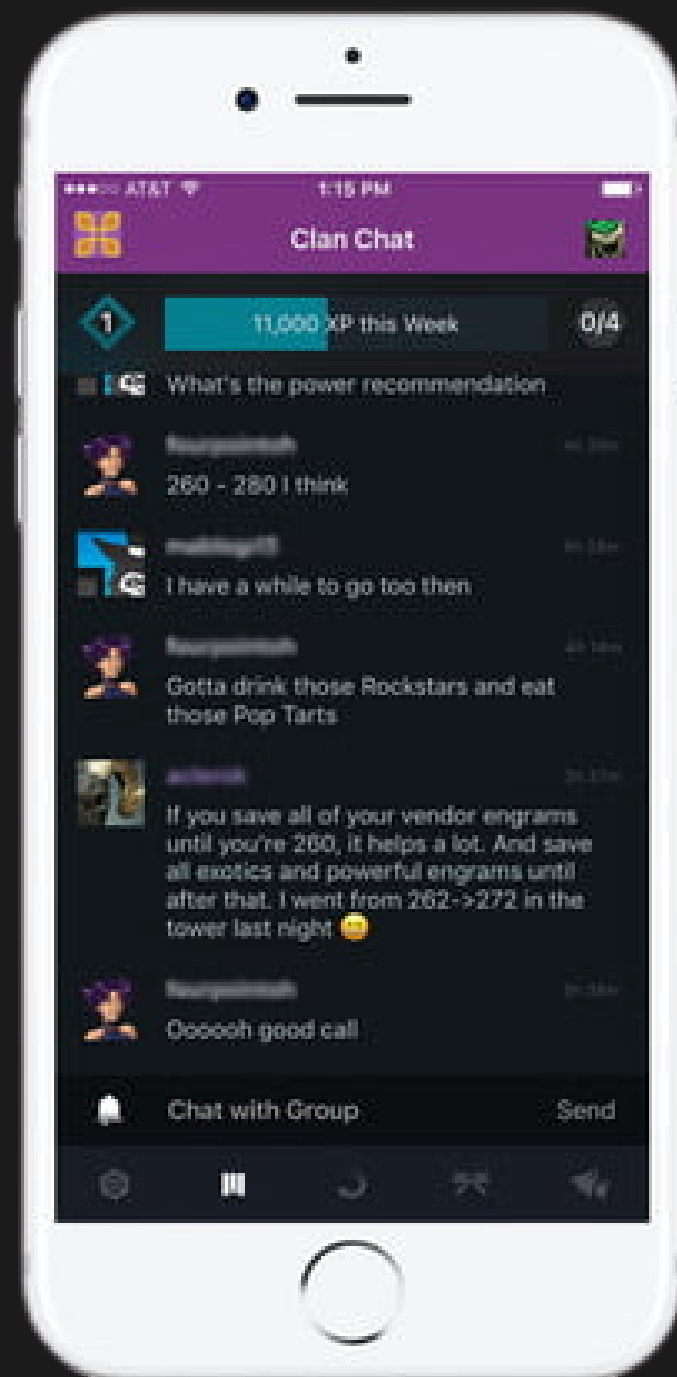 AT&T 1:15 PM
Clan Chat
1 11,000 XP this Week 0/4
What's the power recommendation
260 - 280 I think
I have a while to go too then
Gotta drink those Rockstars and eat
those Pop Tarts
If you save all of your vendor engrams
until you're 260, it helps a lot. And save
all exotics and powerful engrams until
after that. I went from 262->272 in the
tower last night 😀
Oooooh good call
Chat with Group Send